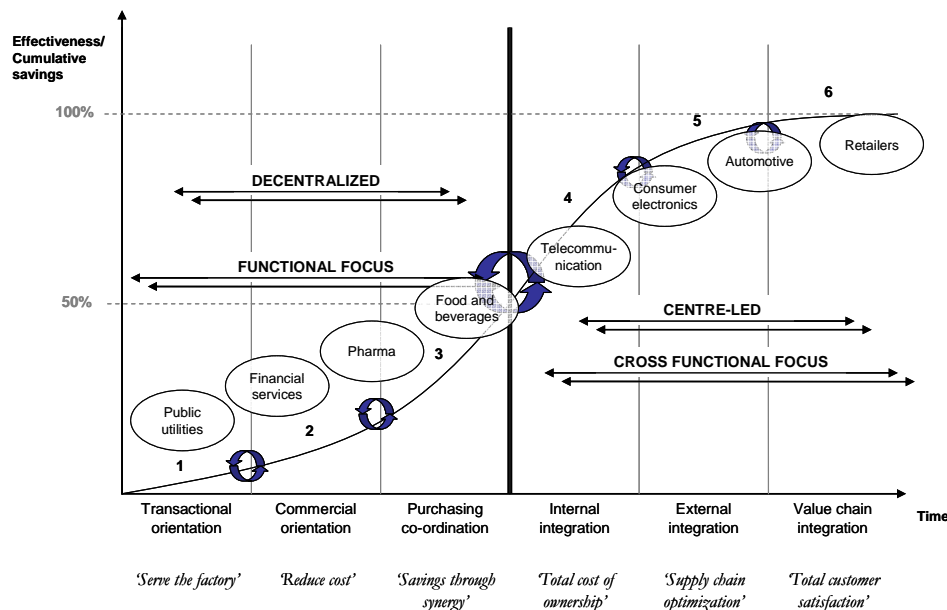 Effectiveness/
Cumulative
savings
100%
50%
6
5
4
3
2
1
Retailers
Automotive
Consumer
electronics
Telecommu-
nication
Food and
beverages
Pharma
Financial
services
Public
utilities
DECENTRALIZED
FUNCTIONAL FOCUS
CENTRE-LED
CROSS FUNCTIONAL FOCUS
Transactional
orientation
Commercial
orientation
Purchasing
co-ordination
Internal
integration
External
integration
Value chain
integration
Time
‘Serve the factory’
‘Reduce cost’
‘Savings through
synergy’
‘Total cost of
ownership’
‘Supply chain
optimization’
‘Total customer
satisfaction’